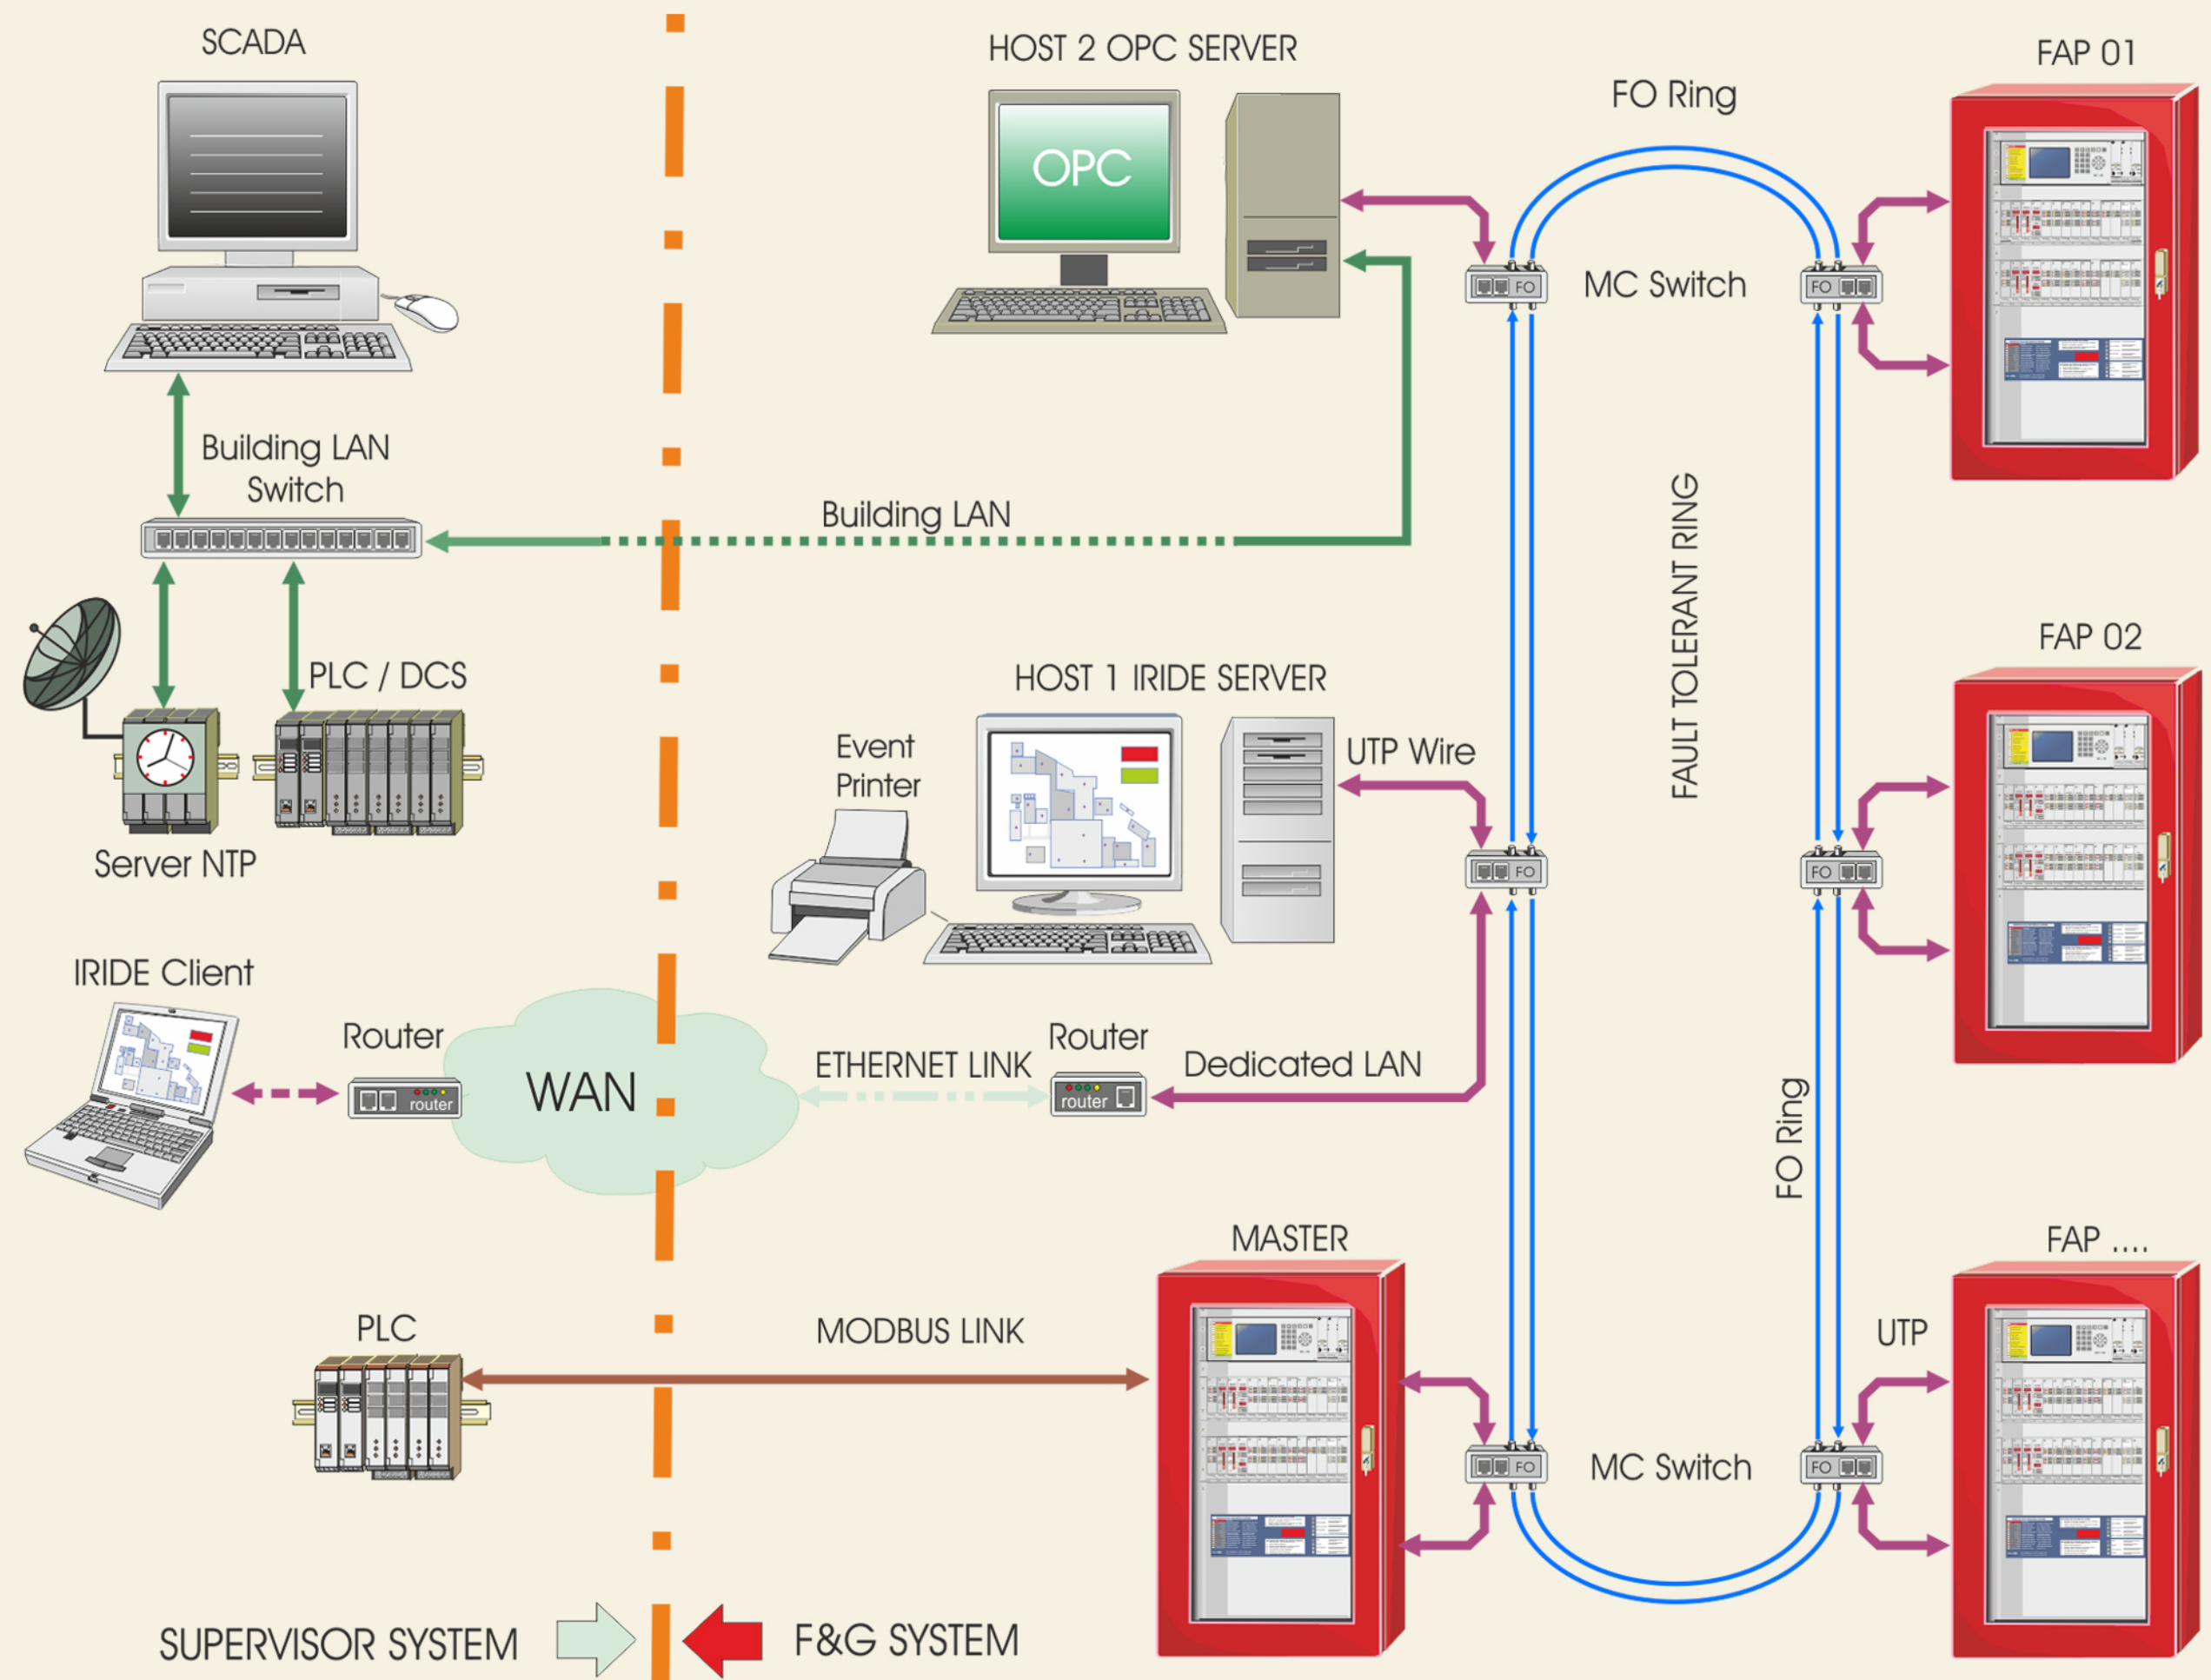 SCADA
HOST 2 OPC SERVER
FAP 01
FO Ring
OPC
FO
MC Switch
FO
Building LAN
Switch
Building LAN
FAULT TOLERANT RING
PLC / DCS
Server NTP
HOST 1 IRIDE SERVER
FAP 02
Event
Printer
UTP Wire
FO
FO
IRIDE Client
Router
router
WAN
ETHERNET LINK
Router
router
Dedicated LAN
FO Ring
MASTER
FAP ....
PLC
MODBUS LINK
UTP
FO
MC Switch
FO
SUPERVISOR SYSTEM
F&G SYSTEM